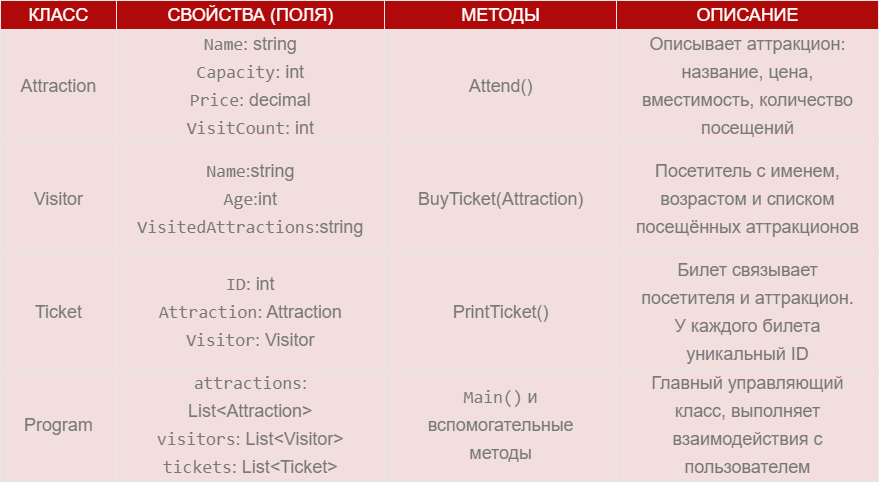 КЛАСС
СВОЙСТВА (ПОЛЯ)
МЕТОДЫ
ОПИСАНИЕ
Attraction
Name: string
Capacity: int
Price: decimal
VisitCount: int
Attend()
Описывает аттракцион:
название, цена,
вместимость, количество
посещений
Visitor
Name:string
Age:int
VisitedAttractions:string
BuyTicket(Attraction)
Посетитель с именем,
возрастом и списком
посещённых аттракционов
Ticket
ID: int
Attraction: Attraction
Visitor: Visitor
PrintTicket()
Билет связывает
посетителя и аттракцион.
У каждого билета
уникальный ID
Program
attractions:
List<Attraction>
visitors: List<Visitor>
tickets: List<Ticket>
Main() и
вспомогательные
методы
Главный управляющий
класс, выполняет
взаимодействия с
пользователем